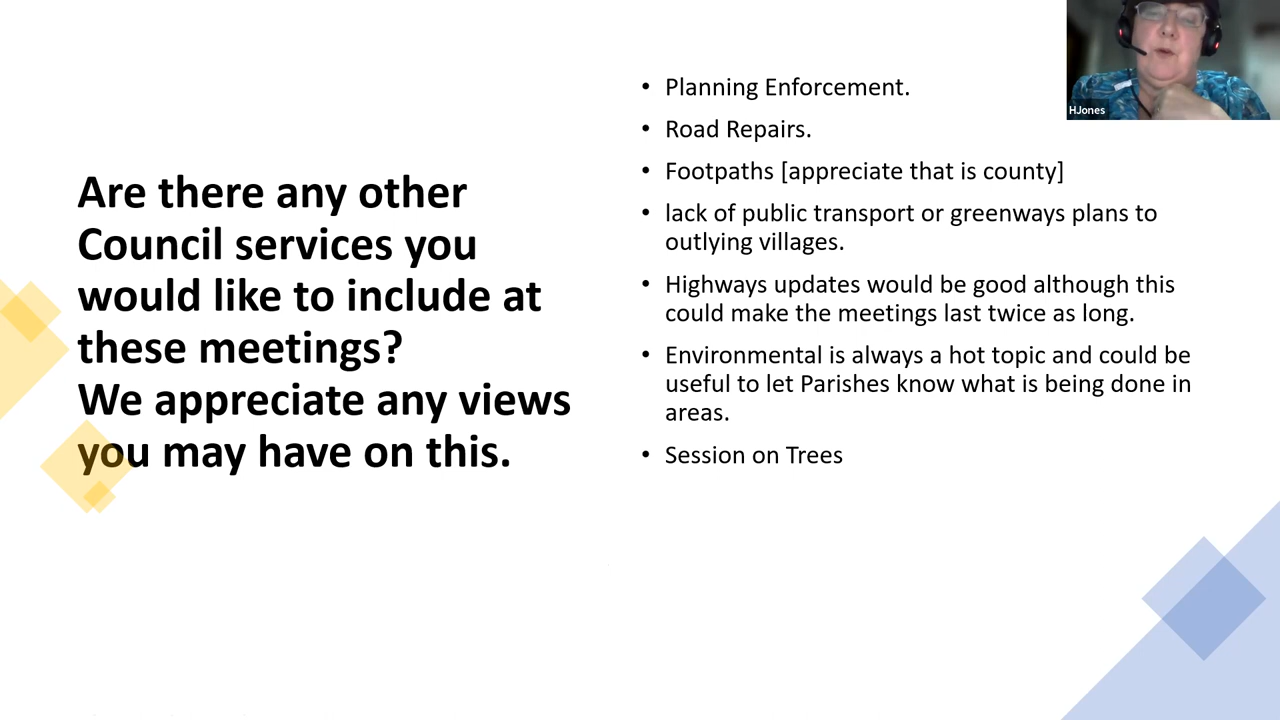 Are there any other
Council services you
would like to include at
these meetings?
We appreciate any views
you may have on this.
• Planning Enforcement.
• Road Repairs.
• Footpaths [appreciate that is county]
• lack of public transport or greenways plans to
outlying villages.
• Highways updates would be good although this
could make the meetings last twice as long.
• Environmental is always a hot topic and could be
useful to let Parishes know what is being done in
areas.
• Session on Trees
HJones